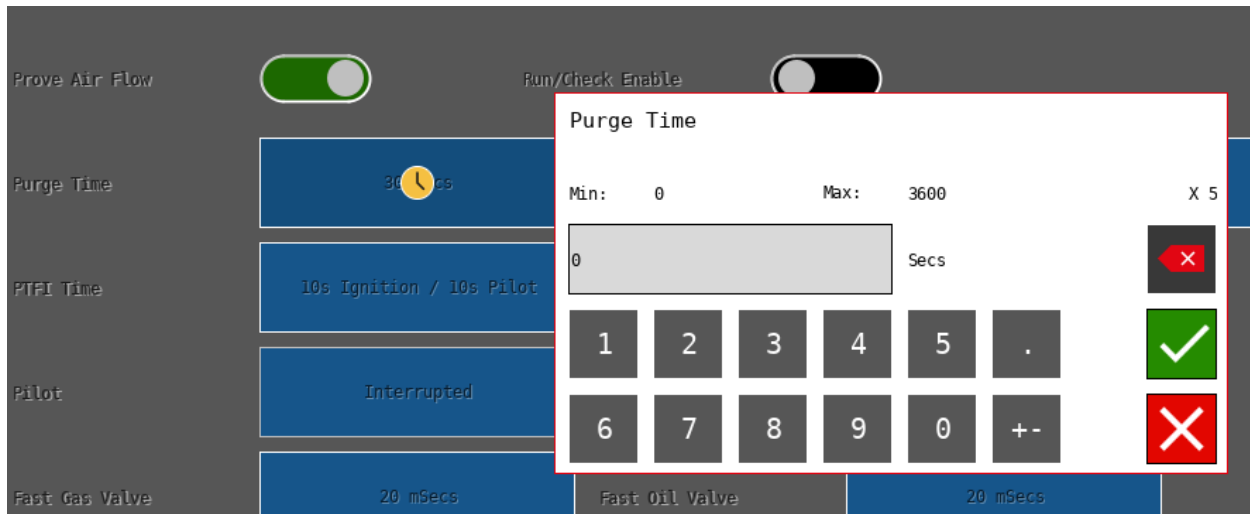 Prove Air Flow
Run/Check Enable
Purge Time
Purge Time
Min: 0 Max: 3600 X 5
0 Secs
1 2 3 4 5 .
6 7 8 9 0 +-
PTFI Time
10s Ignition / 10s Pilot
Pilot
Interrupted
Fast Gas Valve
20 mSecs
Fast Oil Valve
20 mSecs